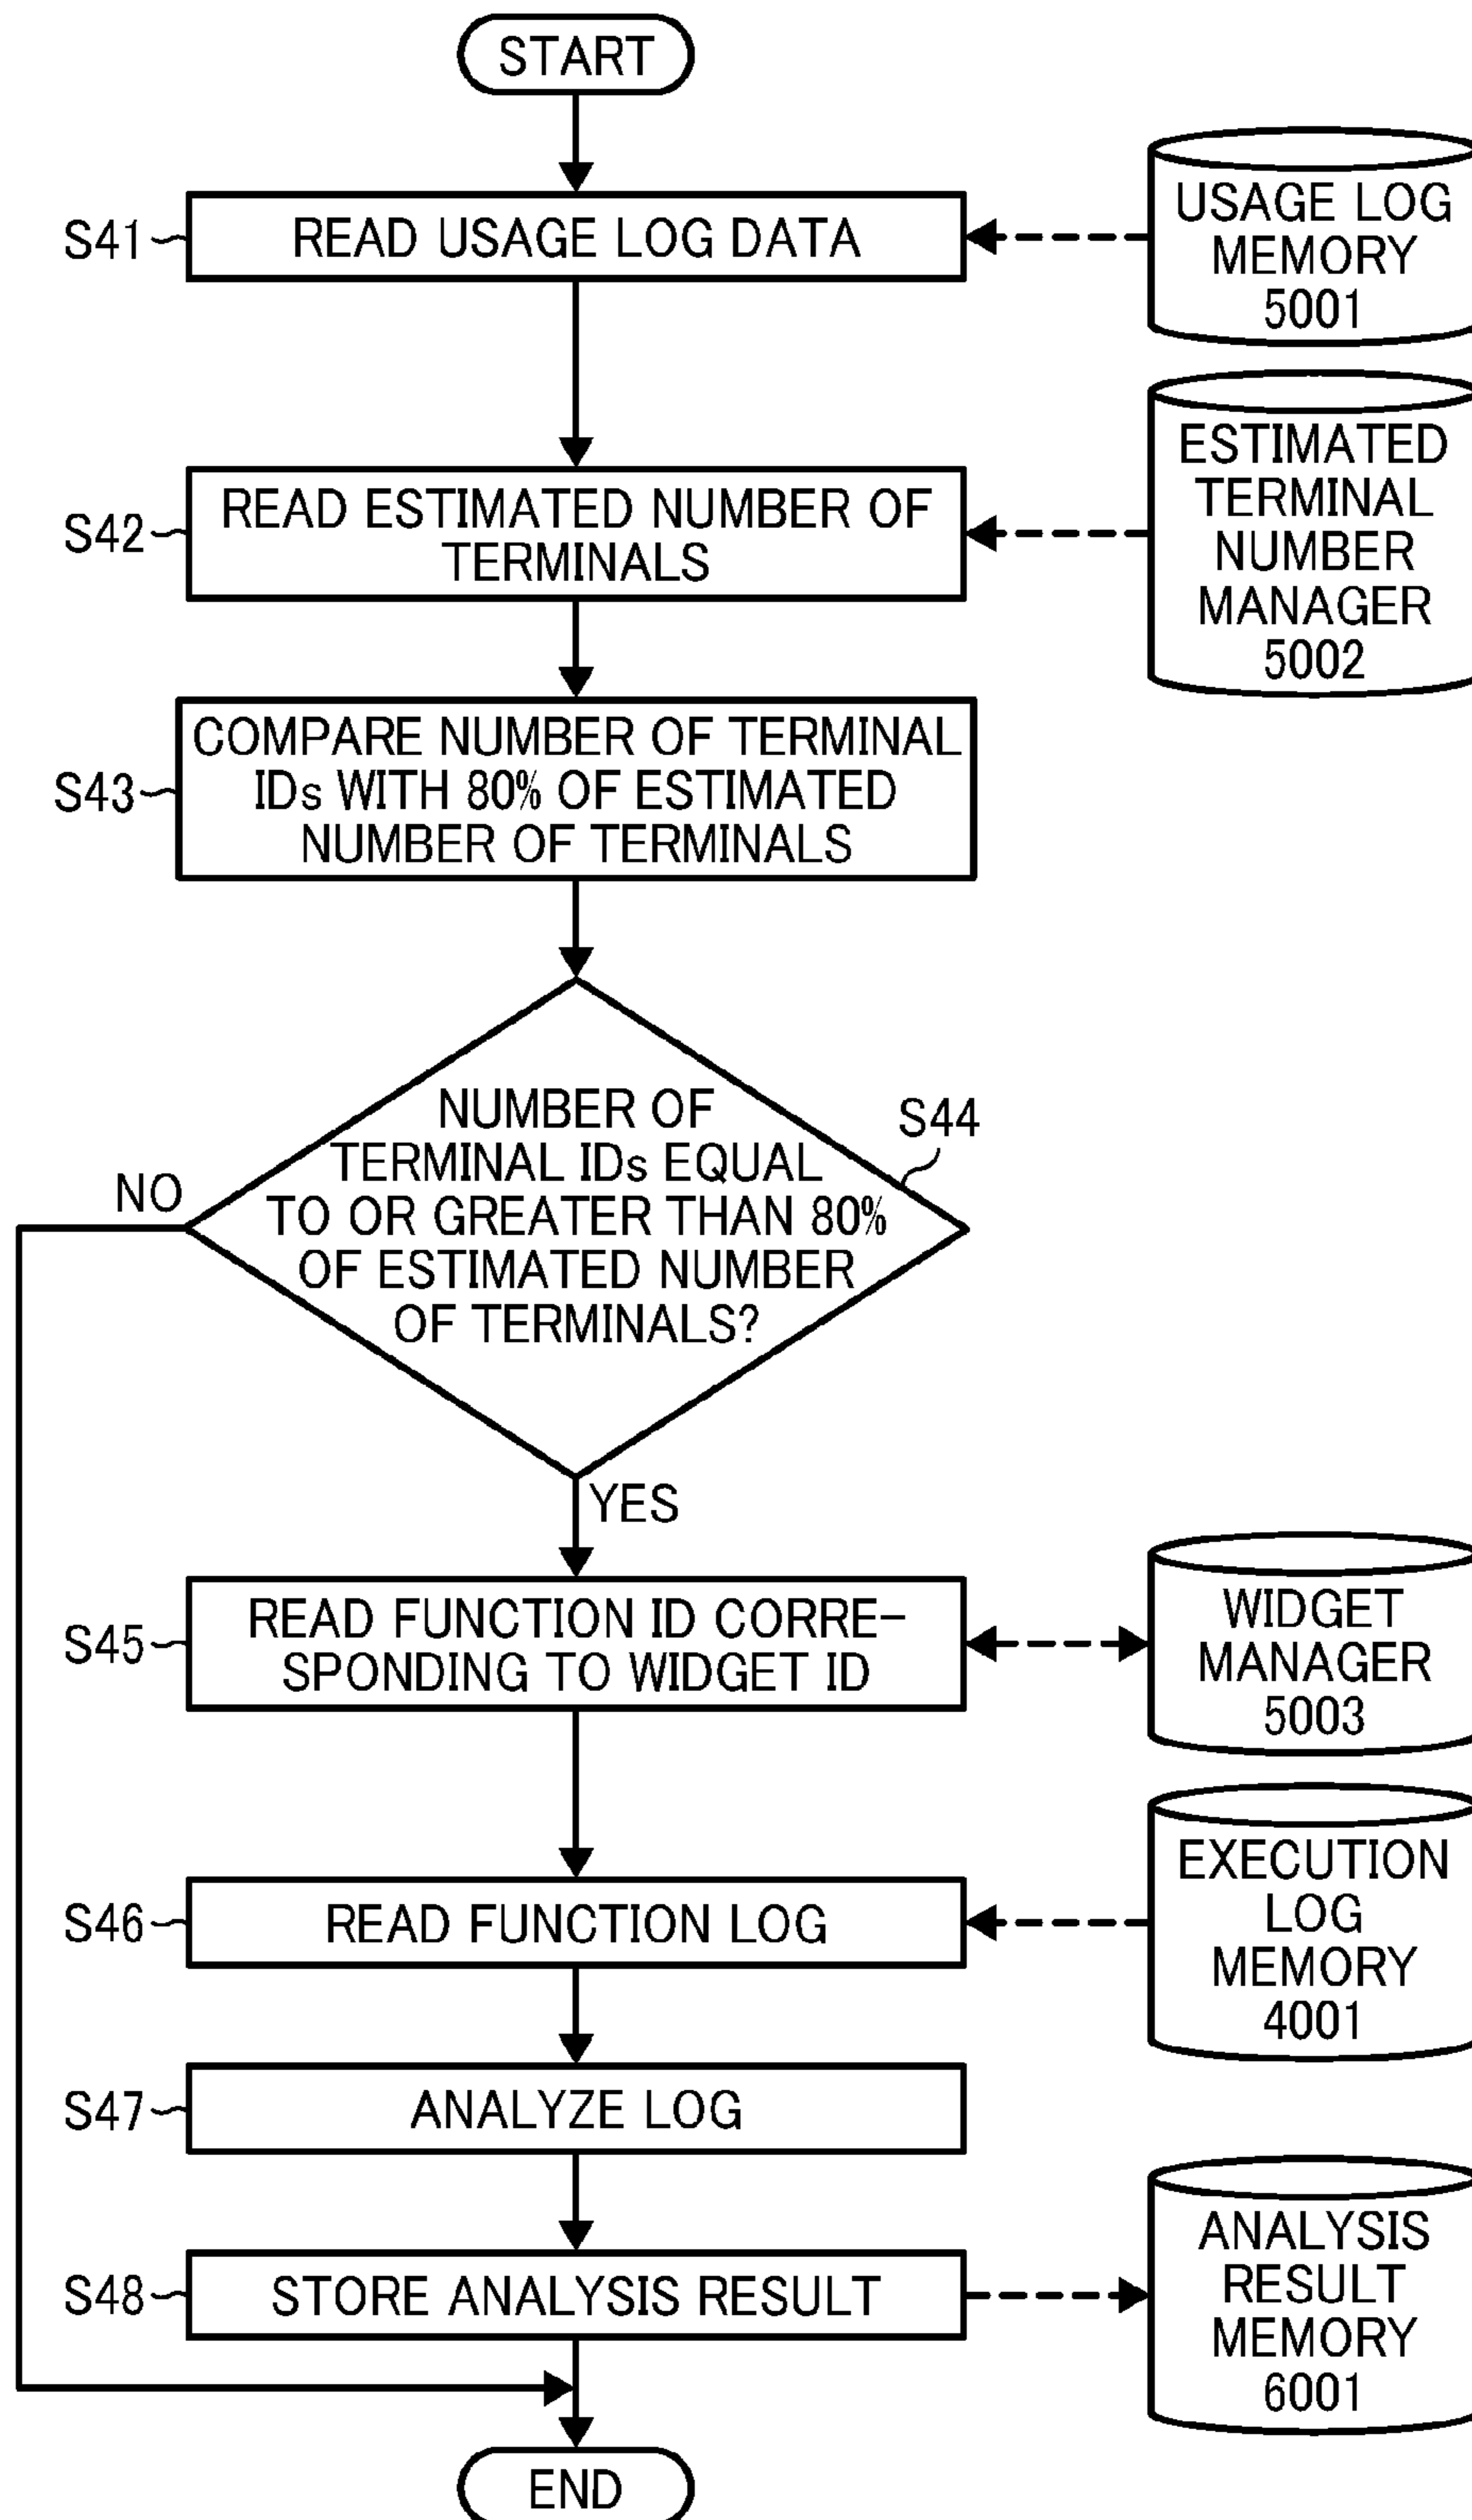 START
S41
READ USAGE LOG DATA
USAGE LOG
MEMORY
5001
S42
READ ESTIMATED NUMBER OF
TERMINALS
ESTIMATED
TERMINAL
NUMBER
MANAGER
5002
S43
COMPARE NUMBER OF TERMINAL
IDs WITH 80% OF ESTIMATED
NUMBER OF TERMINALS
S44
NUMBER OF
TERMINAL IDs EQUAL
TO OR GREATER THAN 80%
OF ESTIMATED NUMBER
OF TERMINALS?
NO
YES
S45
READ FUNCTION ID CORRE-
SPONDING TO WIDGET ID
WIDGET
MANAGER
5003
S46
READ FUNCTION LOG
EXECUTION
LOG
MEMORY
4001
S47
ANALYZE LOG
S48
STORE ANALYSIS RESULT
ANALYSIS
RESULT
MEMORY
6001
END